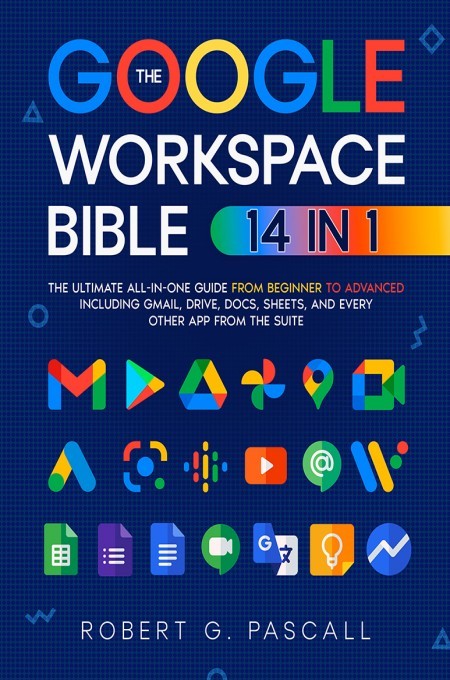 THE
GOOGLE
WORKSPACE
BIBLE 14 IN 1
THE ULTIMATE ALL-IN-ONE GUIDE FROM BEGINNER TO ADVANCED
INCLUDING GMAIL, DRIVE, DOCS, SHEETS, AND EVERY
OTHER APP FROM THE SUITE
@
G 文
ROBERT G. PASCALL